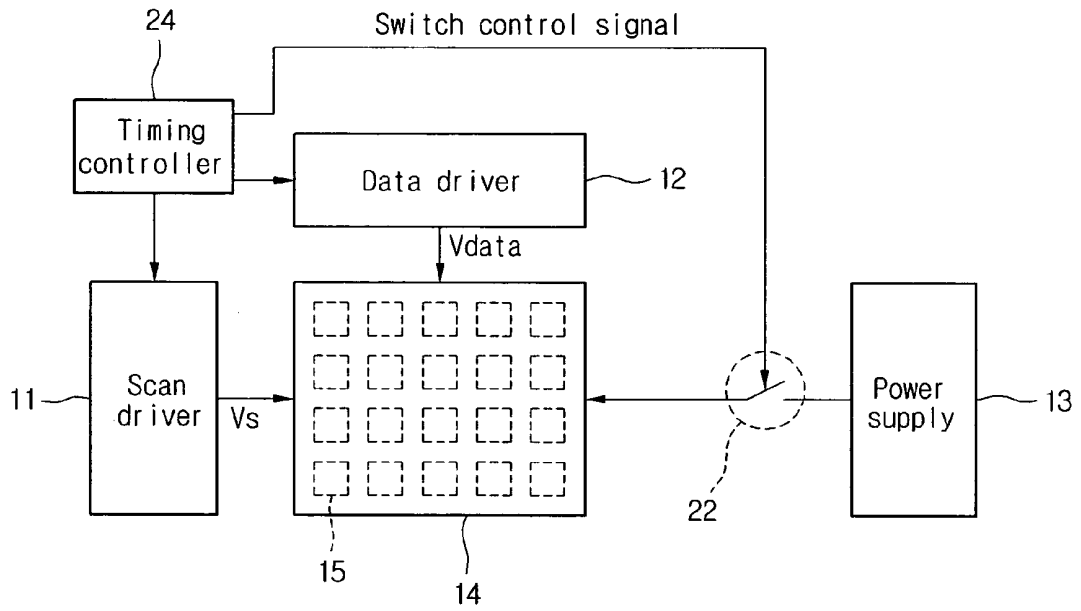 24
Switch control signal
Timing
controller
Data driver
12
Vdata
11
Scan
driver
Vs
Power
supply
13
22
15
14